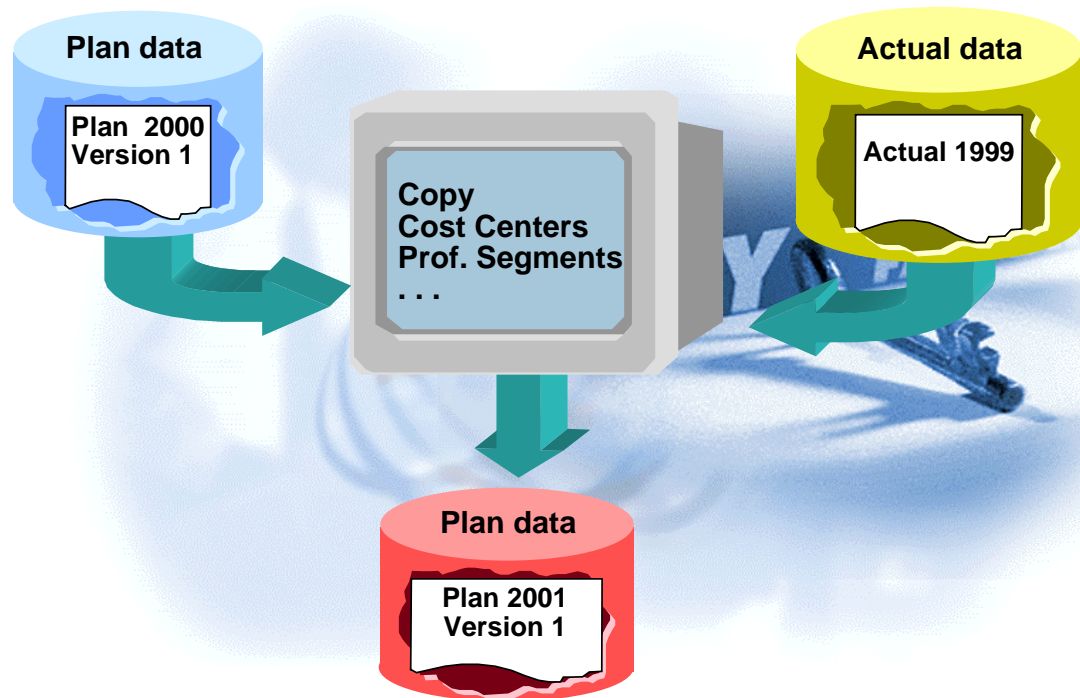 Plan data
Plan 2000
Version 1
Actual data
Actual 1999
Copy
Cost Centers
Prof. Segments
. . .
Plan data
Plan 2001
Version 1